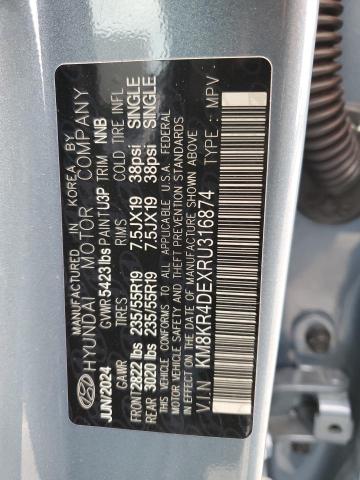 MANUFACTURED IN KOREA BY
HYUNDAI MOTOR COMPANY
JUN/2024 GVWR 5423 lbs PAINT U3P TRIM NNB
GAWR TIRES RIMS COLD TIRE INFL
FRONT 2822 lbs 235/55R19 7.5JX19 38psi SINGLE
REAR 3020 lbs 235/55R19 7.5JX19 38psi SINGLE
THIS VEHICLE CONFORMS TO ALL APPLICABLE U.S.A. FEDERAL
MOTOR VEHICLE SAFETY STANDARDS
IN EFFECT ON THE DATE OF MANUFACTURE SHOWN ABOVE.
V.I.N : KM8KR4DEXRU316874 TYPE : MPV